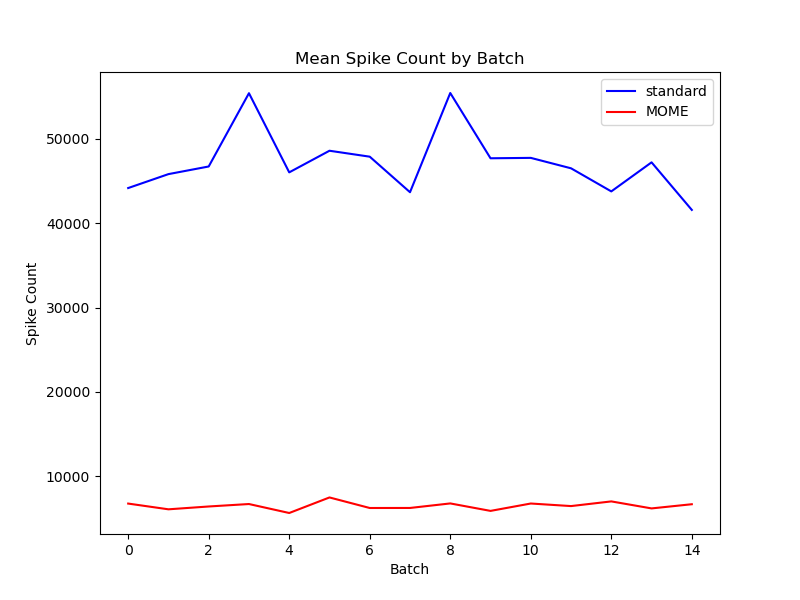 Mean Spike Count by Batch
standard
MOME
50000
40000
30000
20000
10000
Spike Count
0 2 4 6 8 10 12 14
Batch